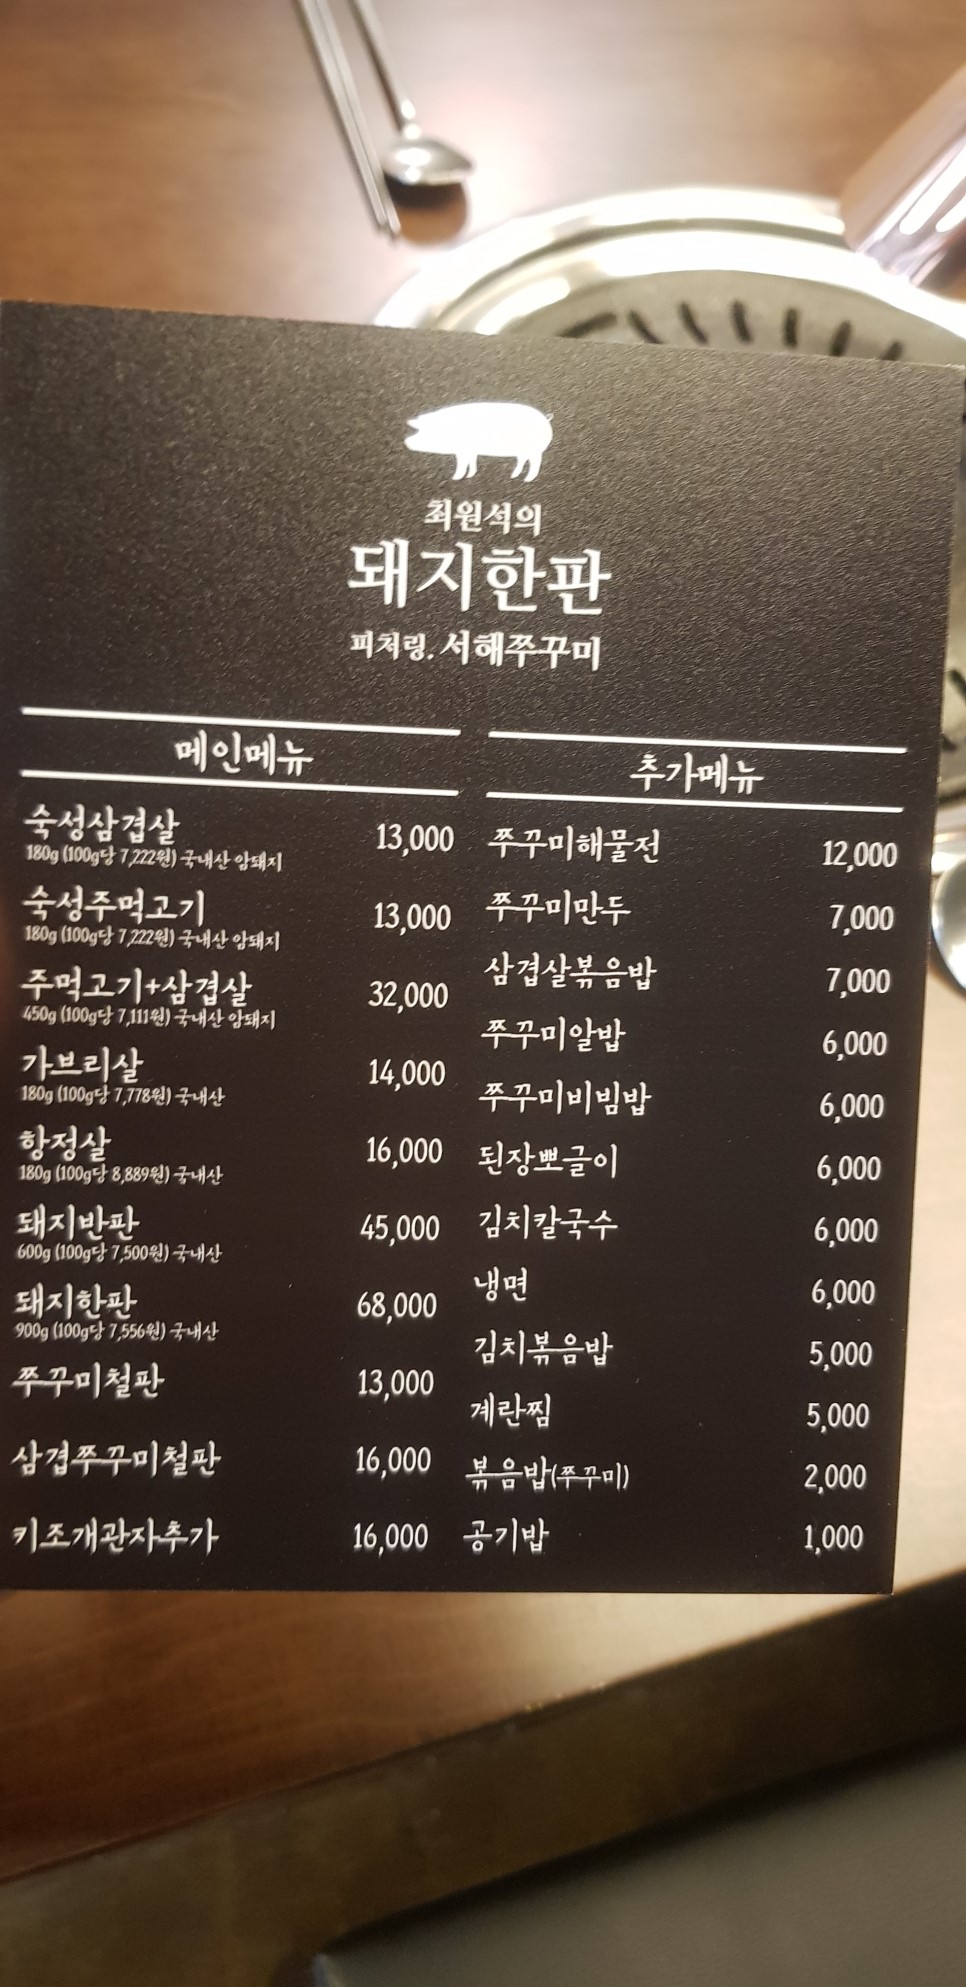 최원석의
돼지한판
피처링. 서해쭈꾸미
메인메뉴
숙성삼겹살 13,000
180g (100g당 7,222원) 국내산 암돼지
숙성주먹고기 13,000
180g (100g당 7,222원) 국내산 암돼지
주먹고기+삼겹살 32,000
450g (100g당 7,111원) 국내산 암돼지
가브리살 14,000
180g (100g당 7,778원) 국내산
항정살 16,000
180g (100g당 8,889원) 국내산
돼지반판 45,000
600g (100g당 7,500원) 국내산
돼지한판 68,000
900g (100g당 7,556원) 국내산
쭈꾸미철판 13,000
삼겹쭈꾸미철판 16,000
키조개관자추가 16,000
추가메뉴
쭈꾸미해물전 12,000
쭈꾸미만두 7,000
삼겹살볶음밥 7,000
쭈꾸미알밥 6,000
쭈꾸미비빔밥 6,000
된장뽀글이 6,000
김치칼국수 6,000
냉면 6,000
김치볶음밥 5,000
계란찜 5,000
볶음밥(쭈꾸미) 2,000
공기밥 1,000